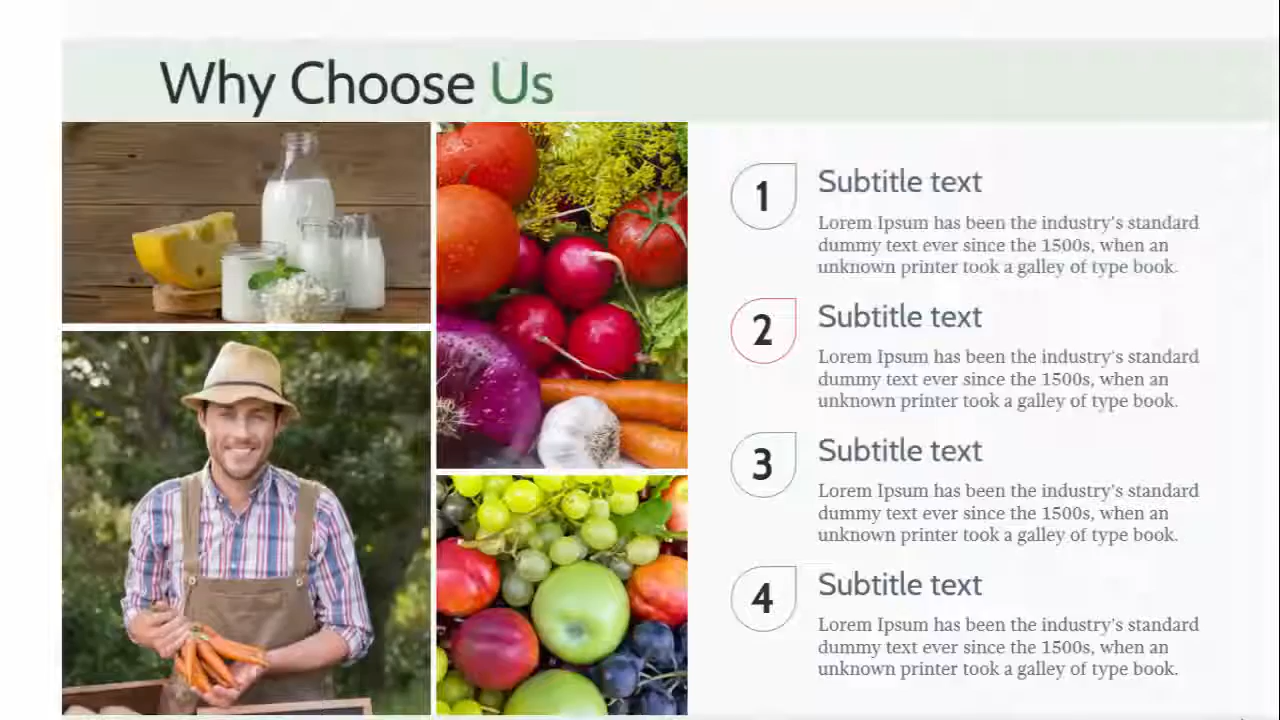 Why Choose Us
1
Subtitle text
Lorem Ipsum has been the industry's standard
dummy text ever since the 1500s, when an
unknown printer took a galley of type book.
2
Subtitle text
Lorem Ipsum has been the industry's standard
dummy text ever since the 1500s, when an
unknown printer took a galley of type book.
3
Subtitle text
Lorem Ipsum has been the industry's standard
dummy text ever since the 1500s, when an
unknown printer took a galley of type book.
4
Subtitle text
Lorem Ipsum has been the industry's standard
dummy text ever since the 1500s, when an
unknown printer took a galley of type book.